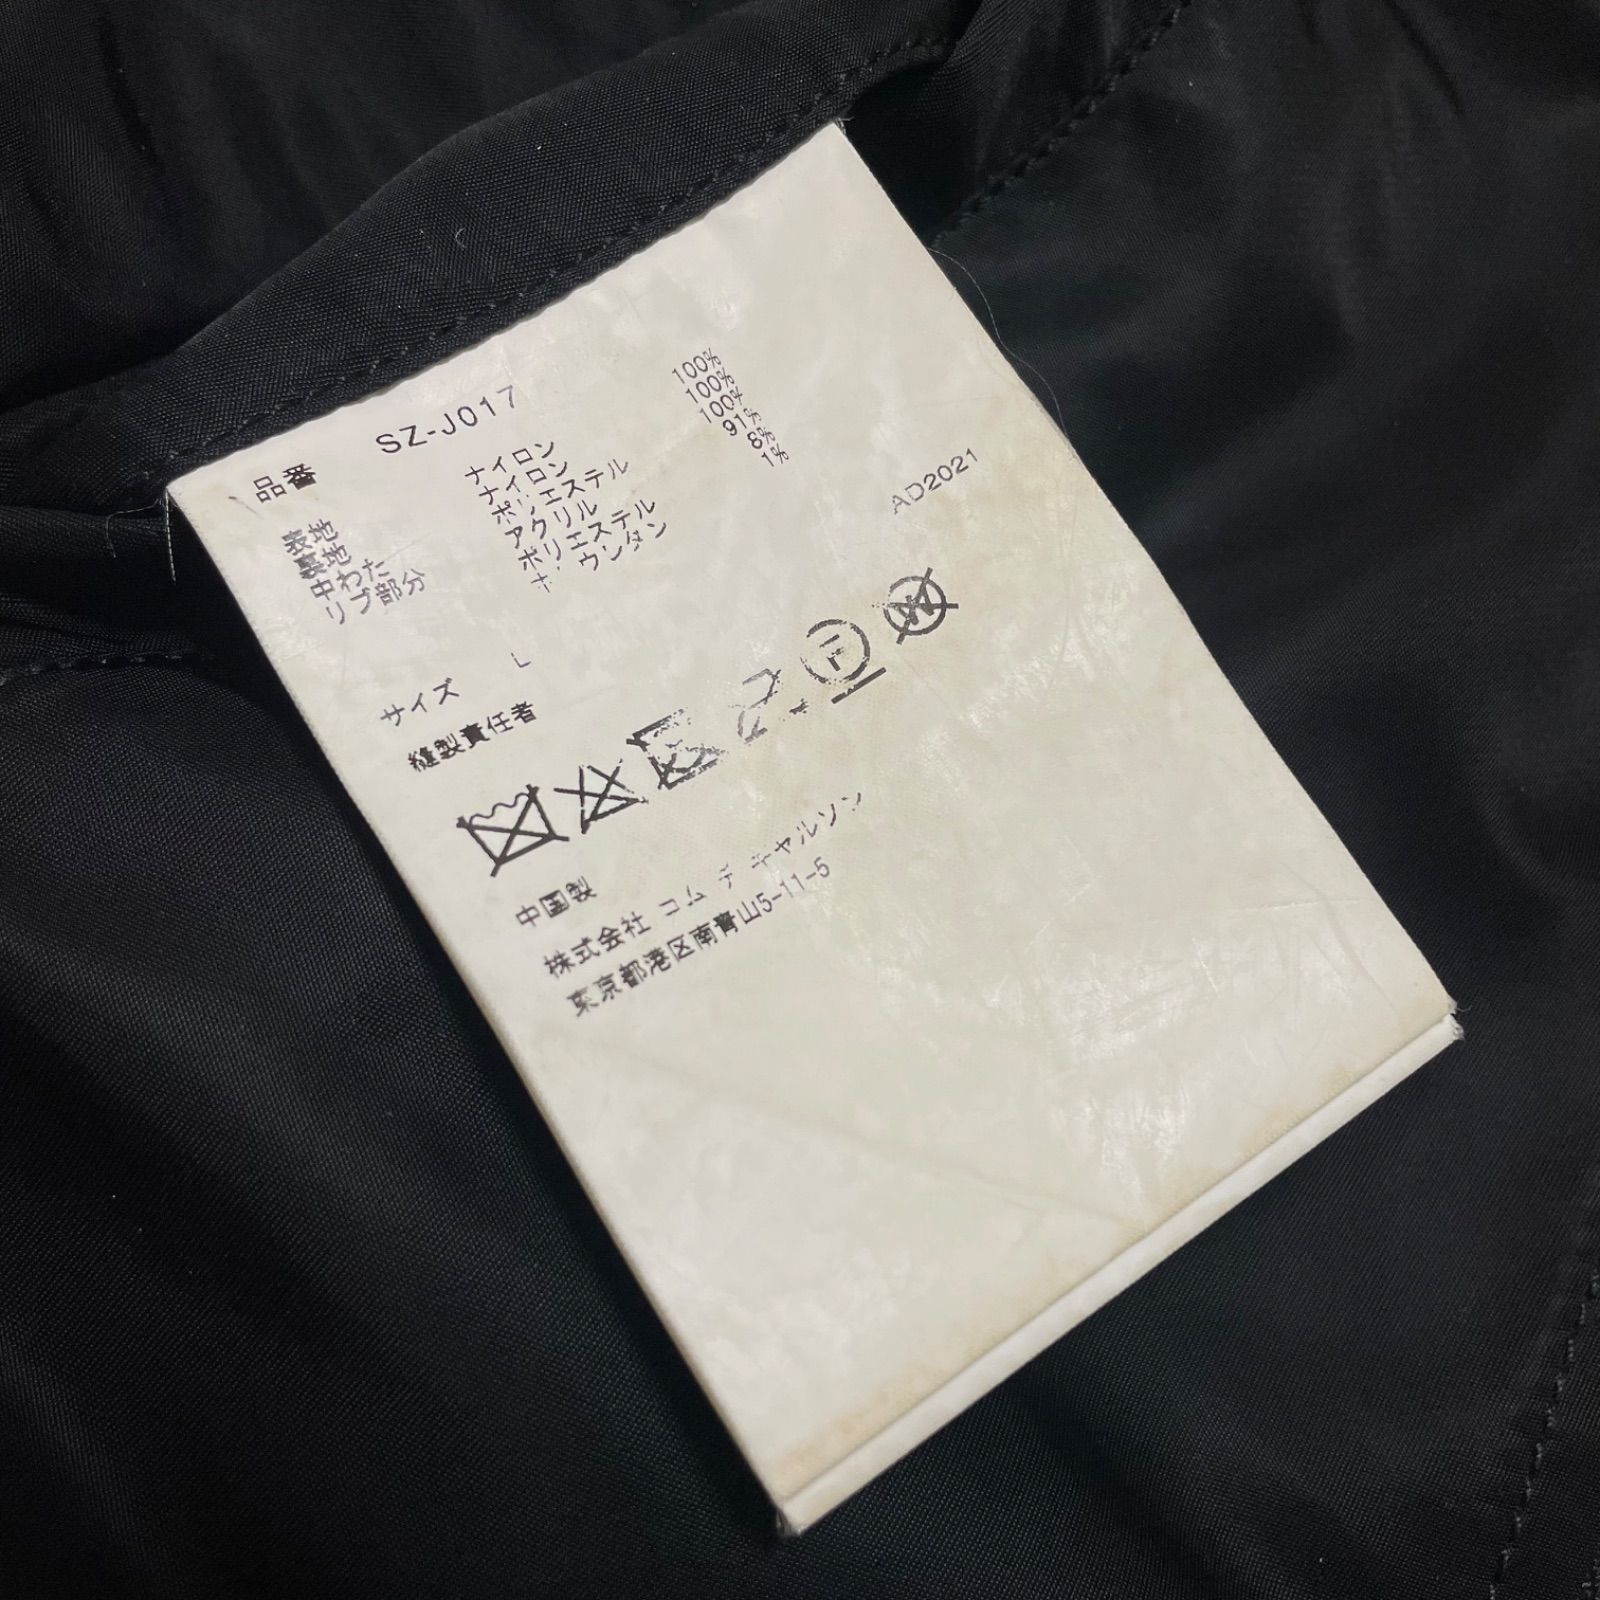 品番 SZ-J017
表地 ナイロン 100%
裏地 ナイロン 100%
中わた ポリエステル 100%
リブ部分 アクリル 91%
ポリエステル 8%
ウンタン 1%
AD2021
サイズ L
縫製責任者
F
W
中国製
株式会社 コム デ ギャルソン
東京都港区南青山5-11-5